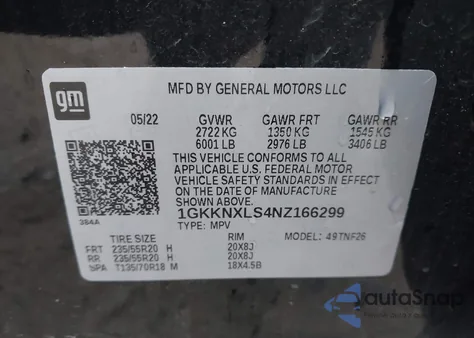 gm
MFD BY GENERAL MOTORS LLC
05/22 GVWR GAWR FRT GAWR RR
2722 KG 1350 KG 1545 KG
6001 LB 2976 LB 3406 LB
THIS VEHICLE CONFORMS TO ALL
APPLICABLE U.S. FEDERAL MOTOR
VEHICLE SAFETY STANDARDS IN EFFECT
ON THE DATE OF MANUFACTURE
SHOWN ABOVE.
384A
1GKKNXLS4NZ166299
TYPE: MPV
TIRE SIZE RIM MODEL: 49TNF26
FRT 235/55R20 H 20X8J
RR 235/55R20 H 20X8J
SPA T135/70R18 M 18X4.5B
autaSnap